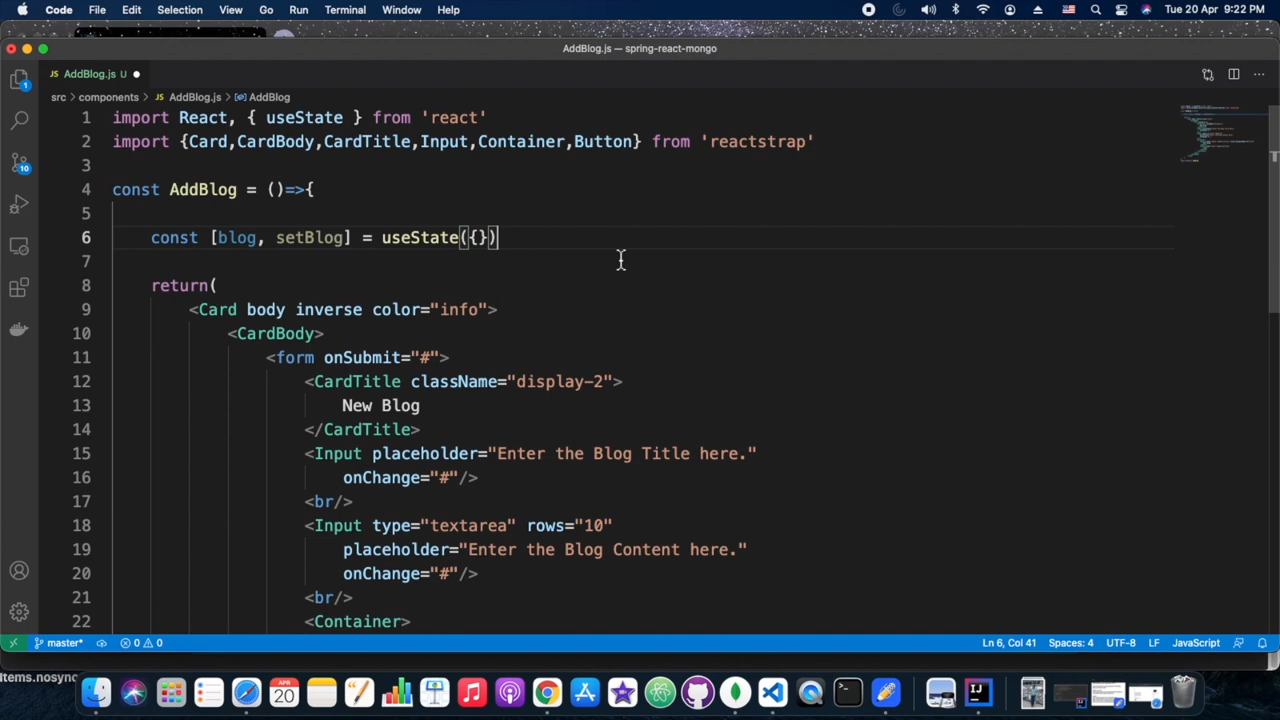 Code File Edit Selection View Go Run Terminal Window Help Tue 20 Apr 9:22 PM
AddBlog.js — spring-react-mongo
JS AddBlog.js U
src > components > JS AddBlog.js > AddBlog
1 import React, { useState } from 'react'
2 import {Card,CardBody,CardTitle,Input,Container,Button} from 'reactstrap'
3
4 const AddBlog = ()=>{
5
6 const [blog, setBlog] = useState({})
7
8 return(
9 <Card body inverse color="info">
10 <CardBody>
11 <form onSubmit="#">
12 <CardTitle className="display-2">
13 New Blog
14 </CardTitle>
15 <Input placeholder="Enter the Blog Title here."
16 onChange="#"/>
17 <br/>
18 <Input type="textarea" rows="10"
19 placeholder="Enter the Blog Content here."
20 onChange="#"/>
21 <br/>
22 <Container>
1
10
master* 0 0 Ln 6, Col 41 Spaces: 4 UTF-8 LF JavaScript
Items.nosync
APR
20